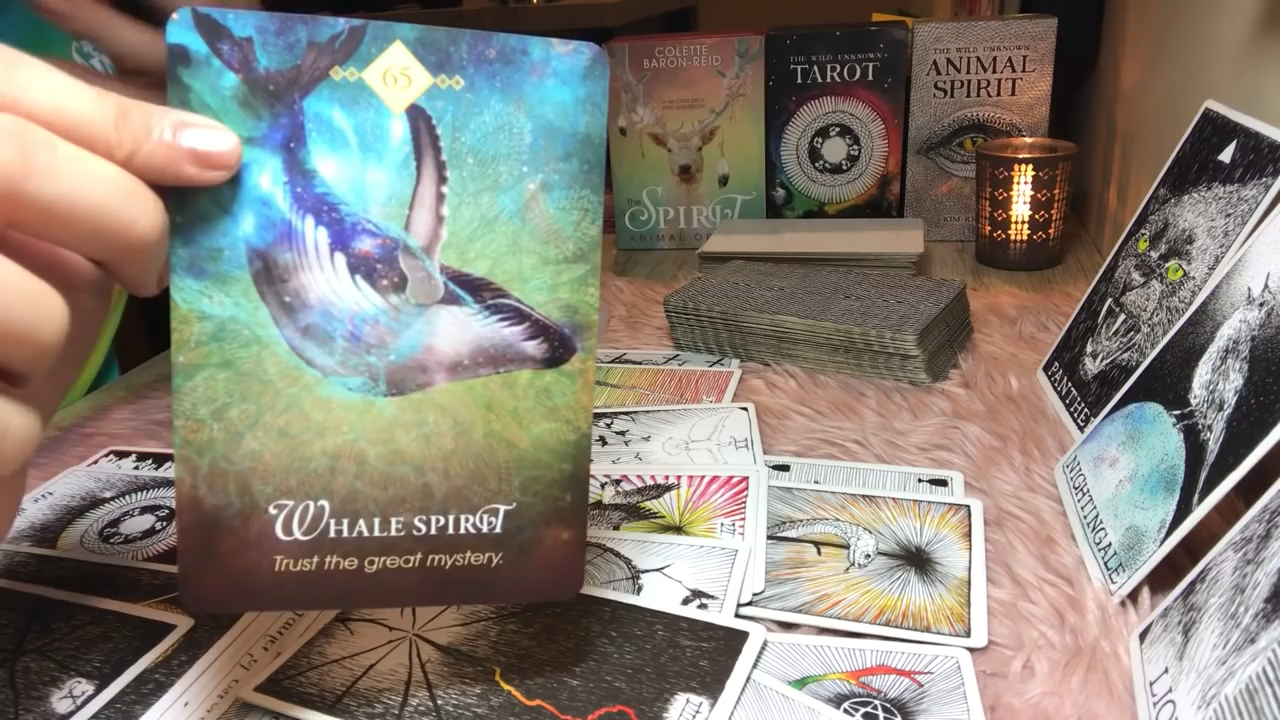 65
WHALE SPIRIT
Trust the great mystery.
COLETTE
BARON-REID
The
SPIRIT
THE WILD UNKNOWN
TAROT
THE WILD UNKNOWN
ANIMAL
SPIRIT
PANTHE
NIGHTINGALE